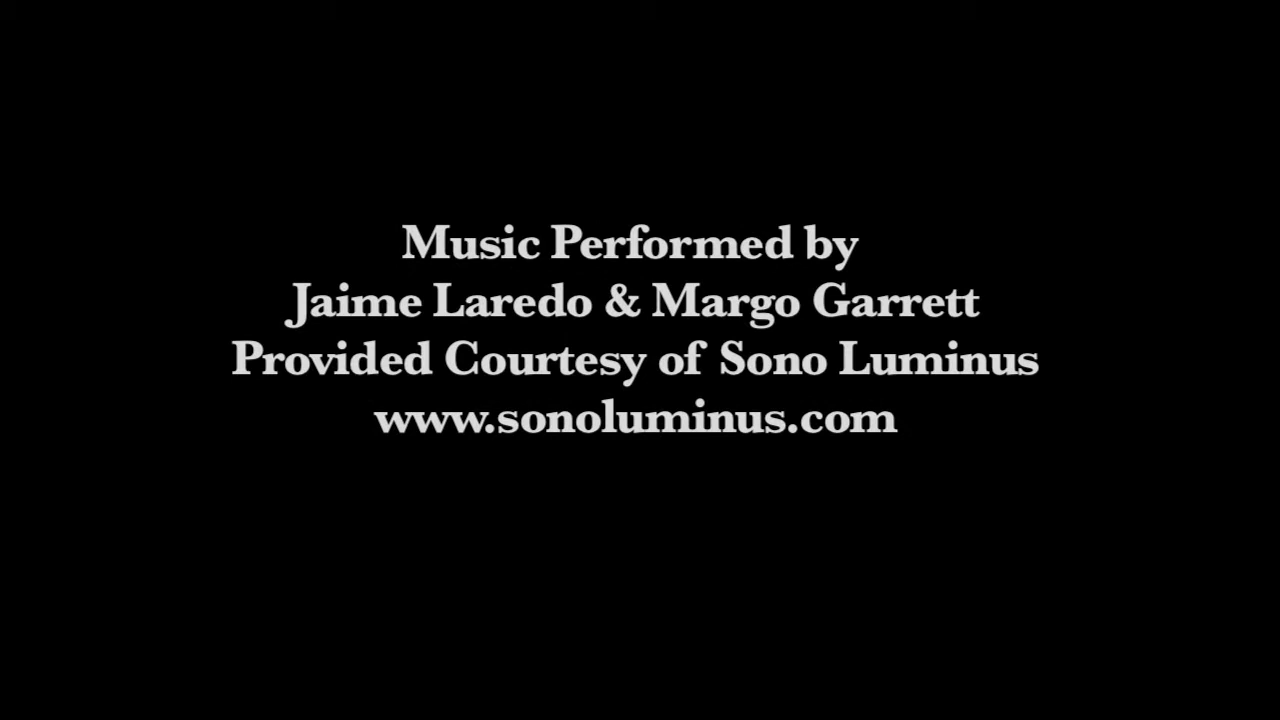 Music Performed by
Jaime Laredo & Margo Garrett
Provided Courtesy of Sono Luminus
www.sonoluminus.com